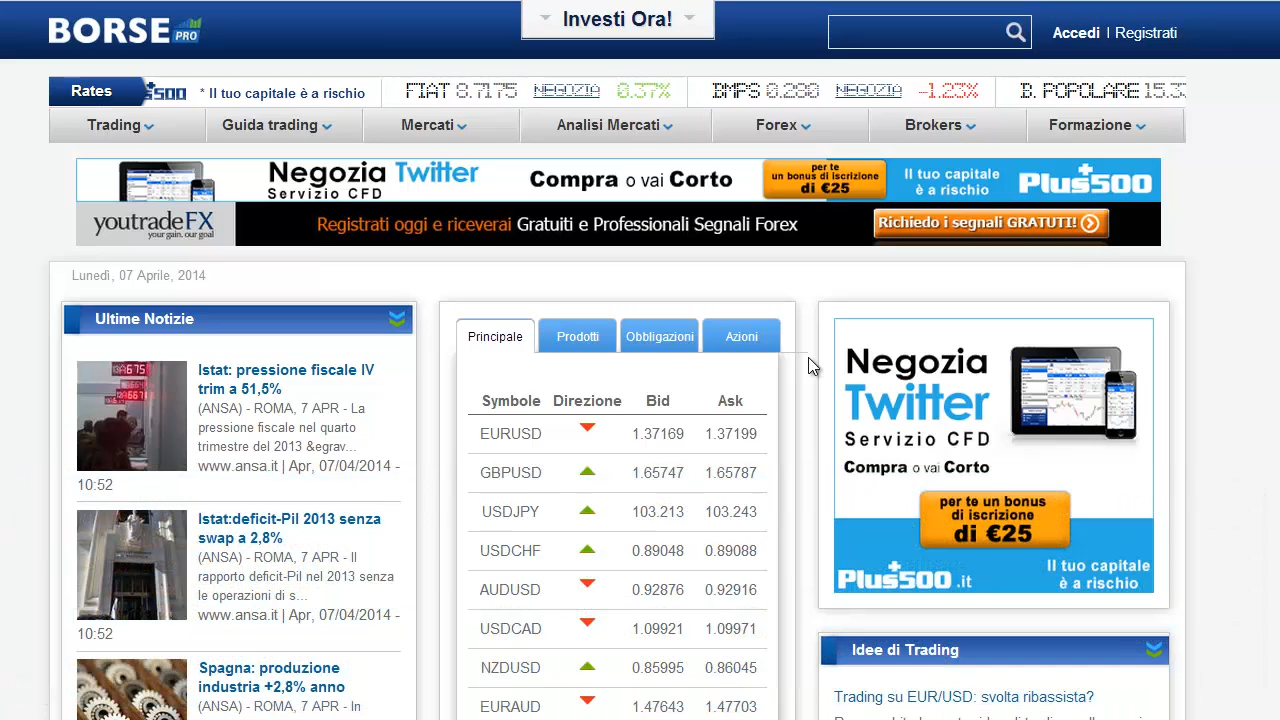 Investi Ora!
BORSE PRO
Accedi | Registrati
Rates
500 * Il tuo capitale è a rischio
FIAT 0.7175 NEGOZIA 0.37%
BMPS 0.290 NEGOZIA -1.23%
B. POPOLARE 15.33
Trading
Guida trading
Mercati
Analisi Mercati
Forex
Brokers
Formazione
Negozia Twitter
Servizio CFD
Compra o vai Corto
per te
un bonus di iscrizione
di €25
Il tuo capitale
è a rischio
Plus500
youtradeFX
your gain. our goal
Registrati oggi e riceverai Gratuiti e Professionali Segnali Forex
Richiedo i segnali GRATUITI!
Lunedì, 07 Aprile, 2014
Ultime Notizie
Istat: pressione fiscalè IV
trim a 51,5%
(ANSA) - ROMA, 7 APR - La
pressione fiscale nel quarto
trimestre del 2013 &egrav...
www.ansa.it | Apr, 07/04/2014 -
10:52
Istat:deficit-Pil 2013 senza
swap a 2,8%
(ANSA) - ROMA, 7 APR - Il
rapporto deficit-Pil nel 2013 senza
le operazioni di s...
www.ansa.it | Apr, 07/04/2014 -
10:52
Spagna: produzione
industria +2,8% anno
(ANSA) - ROMA, 7 APR - In
Principale
Prodotti
Obbligazioni
Azioni
Symbole Direzione Bid Ask
EURUSD 1.37169 1.37199
GBPUSD 1.65747 1.65787
USDJPY 103.213 103.243
USDCHF 0.89048 0.89088
AUDUSD 0.92876 0.92916
USDCAD 1.09921 1.09971
NZDUSD 0.85995 0.86045
EURAUD 1.47643 1.47703
Negozia
Twitter
Servizio CFD
Compra o vai Corto
per te un bonus
di iscrizione
di €25
Plus500.it
Il tuo capitale
è a rischio
Idee di Trading
Trading su EUR/USD: svolta ribassista?